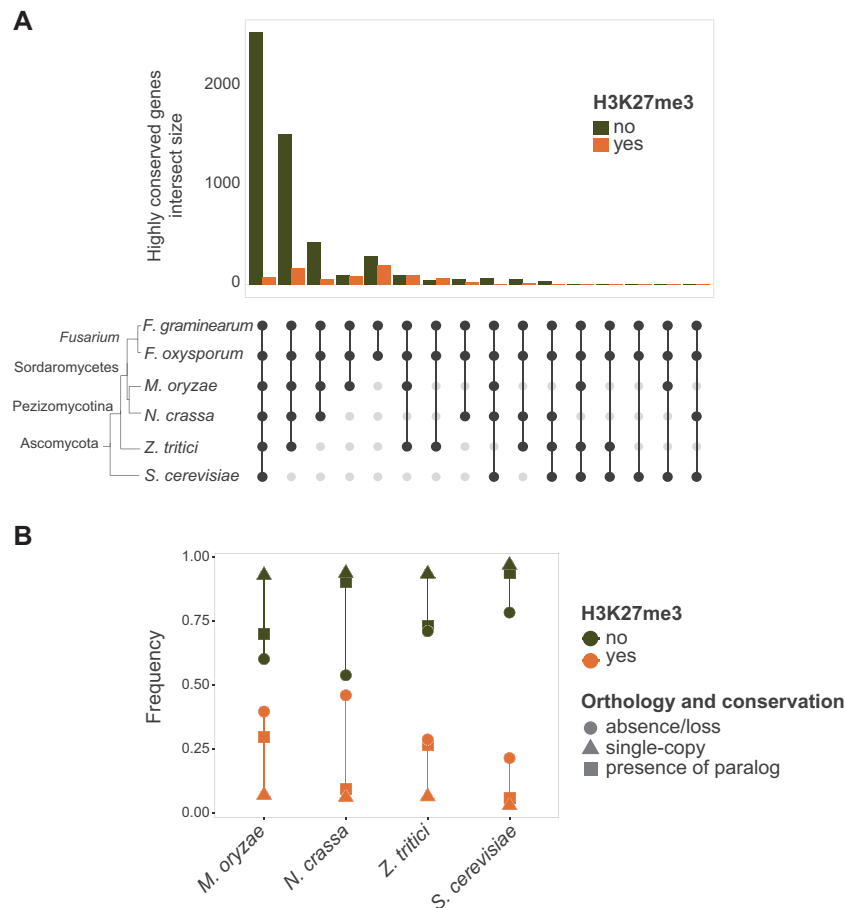 A
Highly conserved genes
intersect size
2000
1000
0
H3K27me3
no
yes
Fusarium
Sordaromycetes
Pezizomycotina
Ascomycota
F. graminearum
F. oxysporum
M. oryzae
N. crassa
Z. tritici
S. cerevisiae
B
Frequency
1.00
0.75
0.50
0.25
0.00
M. oryzae
N. crassa
Z. tritici
S. cerevisiae
H3K27me3
no
yes
Orthology and conservation
absence/loss
single-copy
presence of paralog